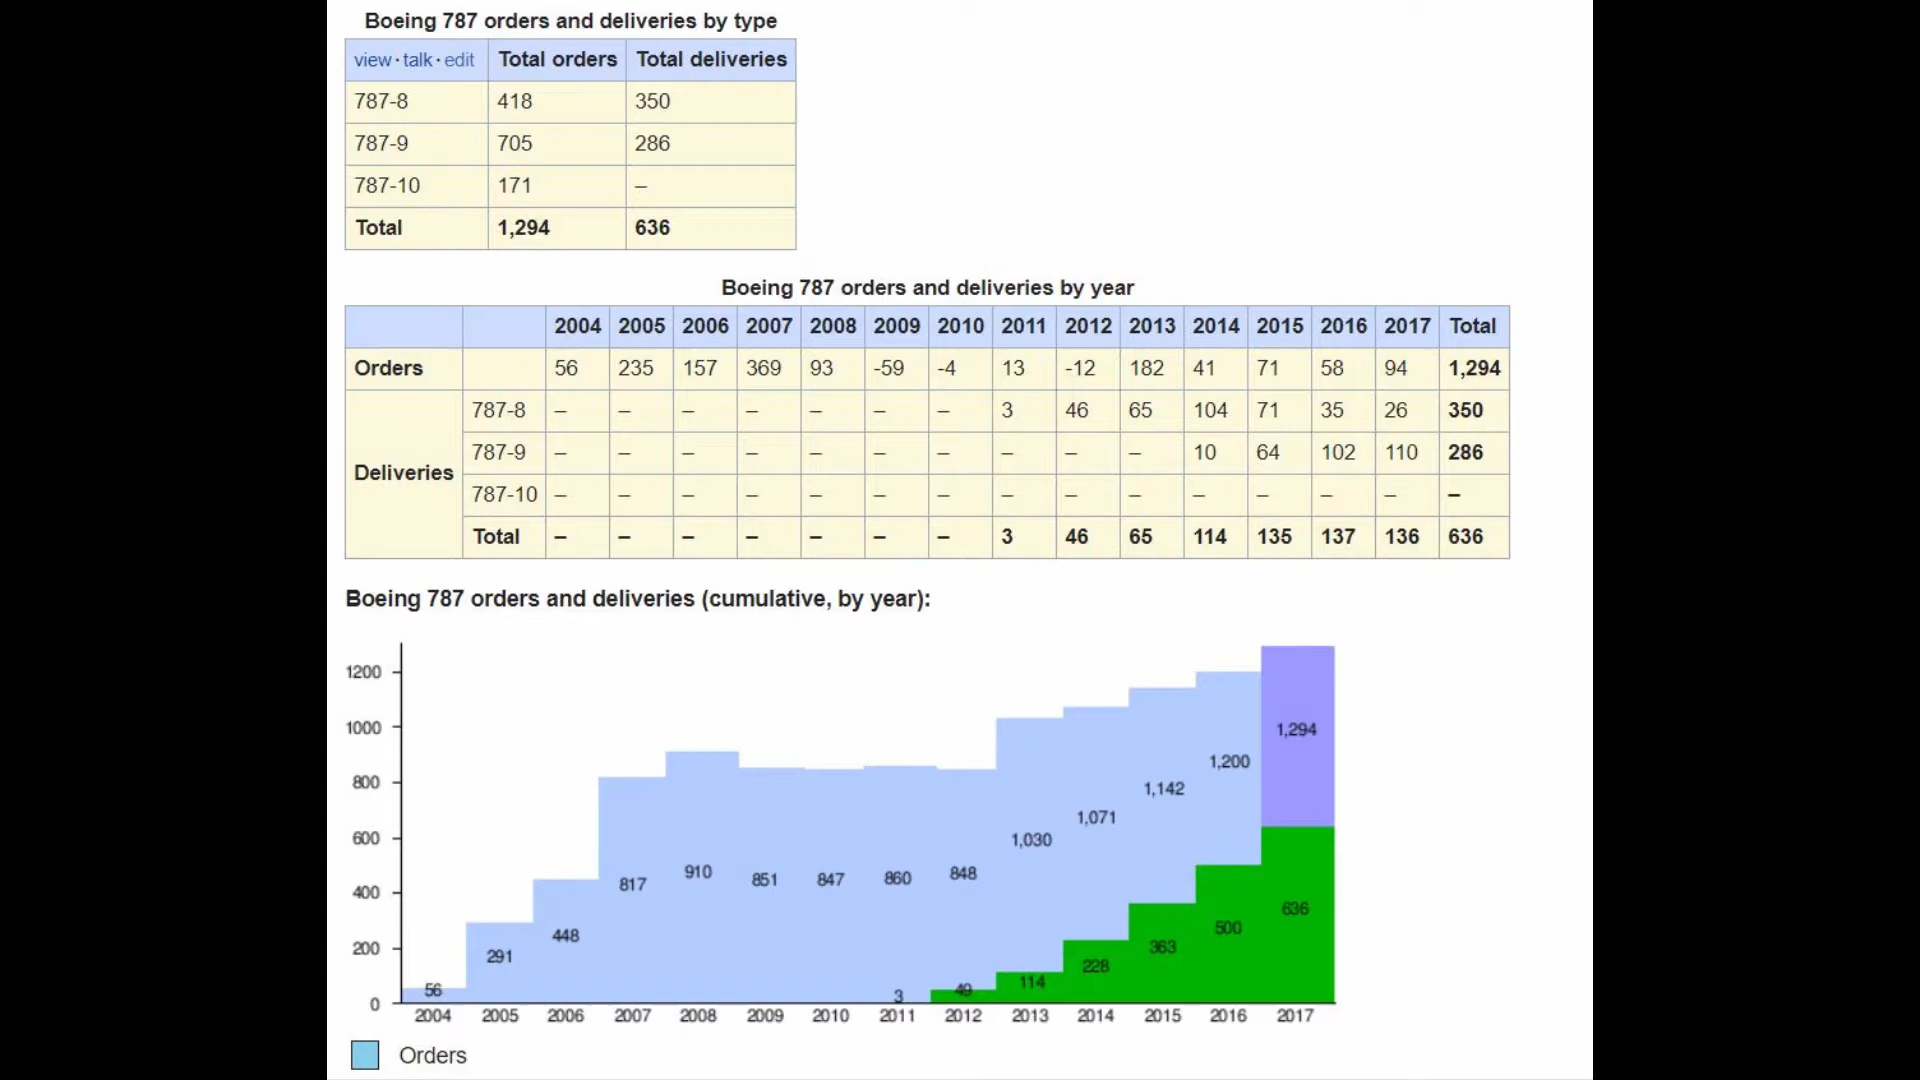 Boeing 787 orders and deliveries by type
view · talk · edit Total orders Total deliveries
787-8 418 350
787-9 705 286
787-10 171 –
Total 1,294 636
Boeing 787 orders and deliveries by year
2004 2005 2006 2007 2008 2009 2010 2011 2012 2013 2014 2015 2016 2017 Total
Orders 56 235 157 369 93 -59 -4 13 -12 182 41 71 58 94 1,294
Deliveries
787-8 – – – – – – – 3 46 65 104 71 35 26 350
787-9 – – – – – – – – – – 10 64 102 110 286
787-10 – – – – – – – – – – – – – – –
Total – – – – – – – 3 46 65 114 135 137 136 636
Boeing 787 orders and deliveries (cumulative, by year):
1200
1000
800
600
400
200
0
56 291 448 817 910 851 847 860 848 1,030 1,071 1,142 1,200 1,294
3 49 114 228 363 500 636
2004 2005 2006 2007 2008 2009 2010 2011 2012 2013 2014 2015 2016 2017
Orders